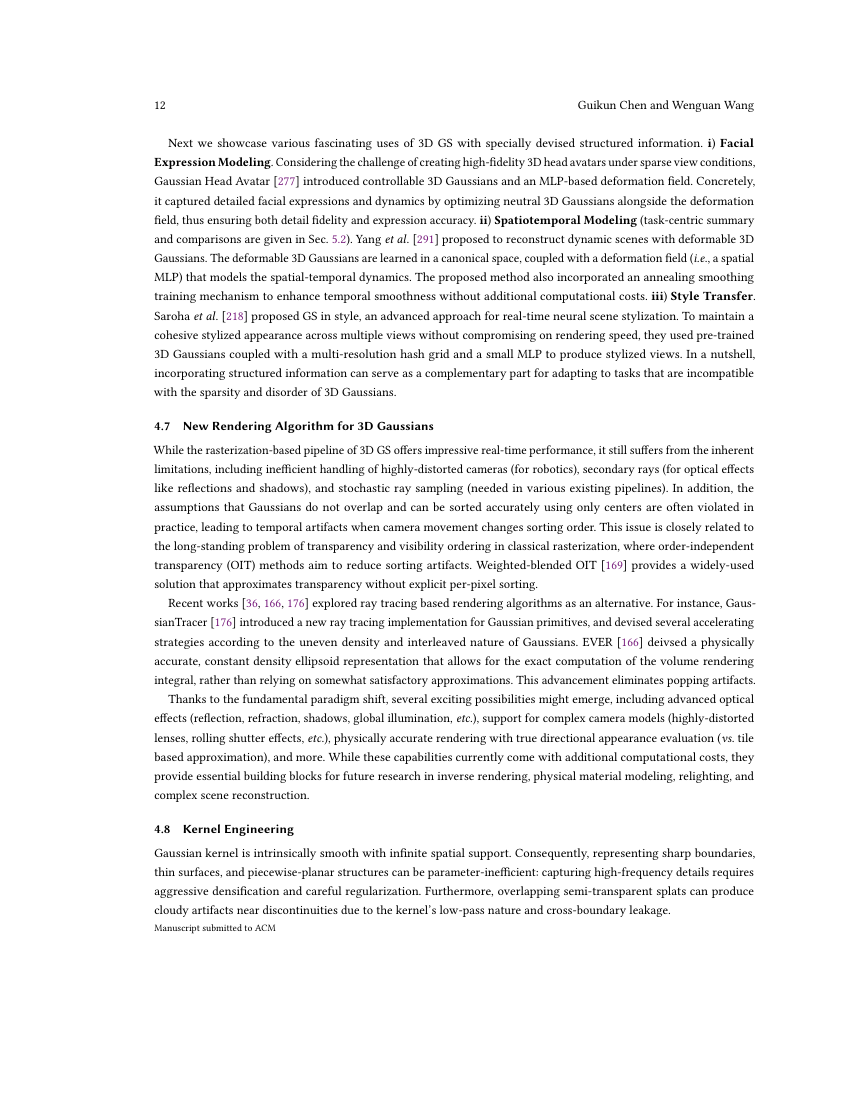 12
Guikun Chen and Wenguan Wang
Next we showcase various fascinating uses of 3D GS with specially devised structured information. i) Facial
Expression Modeling. Considering the challenge of creating high-fidelity 3D head avatars under sparse view conditions,
Gaussian Head Avatar [277] introduced controllable 3D Gaussians and an MLP-based deformation field. Concretely,
it captured detailed facial expressions and dynamics by optimizing neutral 3D Gaussians alongside the deformation
field, thus ensuring both detail fidelity and expression accuracy. ii) Spatiotemporal Modeling (task-centric summary
and comparisons are given in Sec. 5.2). Yang et al. [291] proposed to reconstruct dynamic scenes with deformable 3D
Gaussians. The deformable 3D Gaussians are learned in a canonical space, coupled with a deformation field (i.e., a spatial
MLP) that models the spatial-temporal dynamics. The proposed method also incorporated an annealing smoothing
training mechanism to enhance temporal smoothness without additional computational costs. iii) Style Transfer.
Saroha et al. [218] proposed GS in style, an advanced approach for real-time neural scene stylization. To maintain a
cohesive stylized appearance across multiple views without compromising on rendering speed, they used pre-trained
3D Gaussians coupled with a multi-resolution hash grid and a small MLP to produce stylized views. In a nutshell,
incorporating structured information can serve as a complementary part for adapting to tasks that are incompatible
with the sparsity and disorder of 3D Gaussians.
4.7 New Rendering Algorithm for 3D Gaussians
While the rasterization-based pipeline of 3D GS offers impressive real-time performance, it still suffers from the inherent
limitations, including inefficient handling of highly-distorted cameras (for robotics), secondary rays (for optical effects
like reflections and shadows), and stochastic ray sampling (needed in various existing pipelines). In addition, the
assumptions that Gaussians do not overlap and can be sorted accurately using only centers are often violated in
practice, leading to temporal artifacts when camera movement changes sorting order. This issue is closely related to
the long-standing problem of transparency and visibility ordering in classical rasterization, where order-independent
transparency (OIT) methods aim to reduce sorting artifacts. Weighted-blended OIT [169] provides a widely-used
solution that approximates transparency without explicit per-pixel sorting.
Recent works [36, 166, 176] explored ray tracing based rendering algorithms as an alternative. For instance, Gaus-
sianTracer [176] introduced a new ray tracing implementation for Gaussian primitives, and devised several accelerating
strategies according to the uneven density and interleaved nature of Gaussians. EVER [166] deivsed a physically
accurate, constant density ellipsoid representation that allows for the exact computation of the volume rendering
integral, rather than relying on somewhat satisfactory approximations. This advancement eliminates popping artifacts.
Thanks to the fundamental paradigm shift, several exciting possibilities might emerge, including advanced optical
effects (reflection, refraction, shadows, global illumination, etc.), support for complex camera models (highly-distorted
lenses, rolling shutter effects, etc.), physically accurate rendering with true directional appearance evaluation (vs. tile
based approximation), and more. While these capabilities currently come with additional computational costs, they
provide essential building blocks for future research in inverse rendering, physical material modeling, relighting, and
complex scene reconstruction.
4.8 Kernel Engineering
Gaussian kernel is intrinsically smooth with infinite spatial support. Consequently, representing sharp boundaries,
thin surfaces, and piecewise-planar structures can be parameter-inefficient: capturing high-frequency details requires
aggressive densification and careful regularization. Furthermore, overlapping semi-transparent splats can produce
cloudy artifacts near discontinuities due to the kernel's low-pass nature and cross-boundary leakage.
Manuscript submitted to ACM